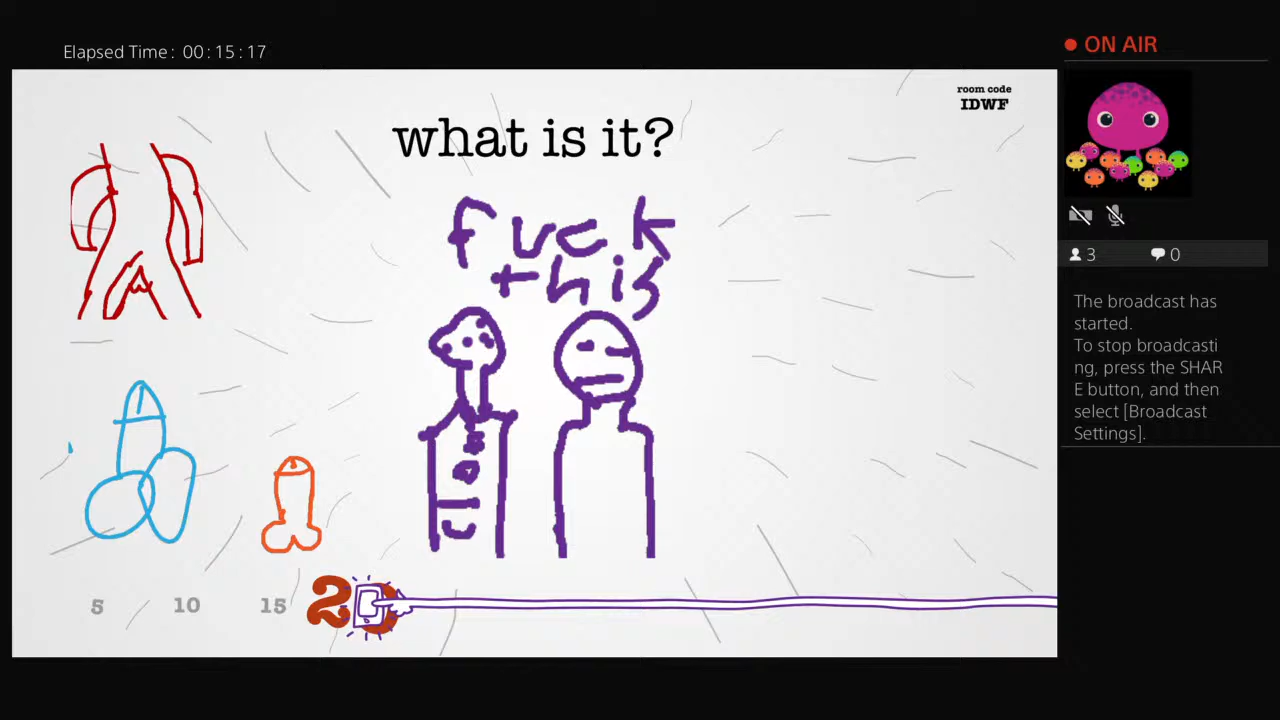 Elapsed Time: 00:15:17
ON AIR
room code
IDWF
what is it?
fuck
this
3
0
The broadcast has
started.
To stop broadcasti
ng, press the SHAR
E button, and then
select [Broadcast
Settings].
5 10 15 20